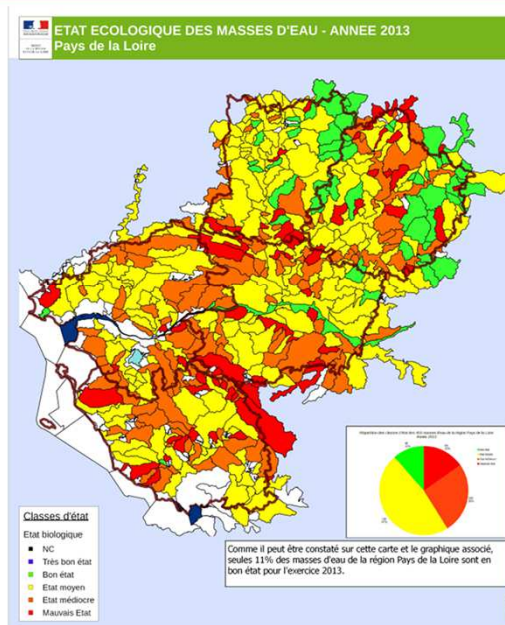 ETAT ECOLOGIQUE DES MASSES D'EAU - ANNEE 2013
Pays de la Loire
Classes d'état
Etat biologique
NC
Très bon état
Bon état
Etat moyen
Etat médiocre
Mauvais Etat
Comme il peut être constaté sur cette carte et le graphique associé,
seules 11% des masses d'eau de la région Pays de la Loire sont en
bon état pour l'exercice 2013.